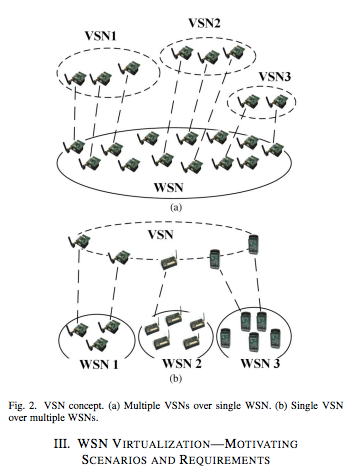 VSN1
VSN2
VSN3
WSN
(a)
VSN
WSN 1
WSN 2
WSN 3
(b)
Fig. 2. VSN concept. (a) Multiple VSNs over single WSN. (b) Single VSN
over multiple WSNs.
III. WSN VIRTUALIZATION—MOTIVATING
SCENARIOS AND REQUIREMENTS